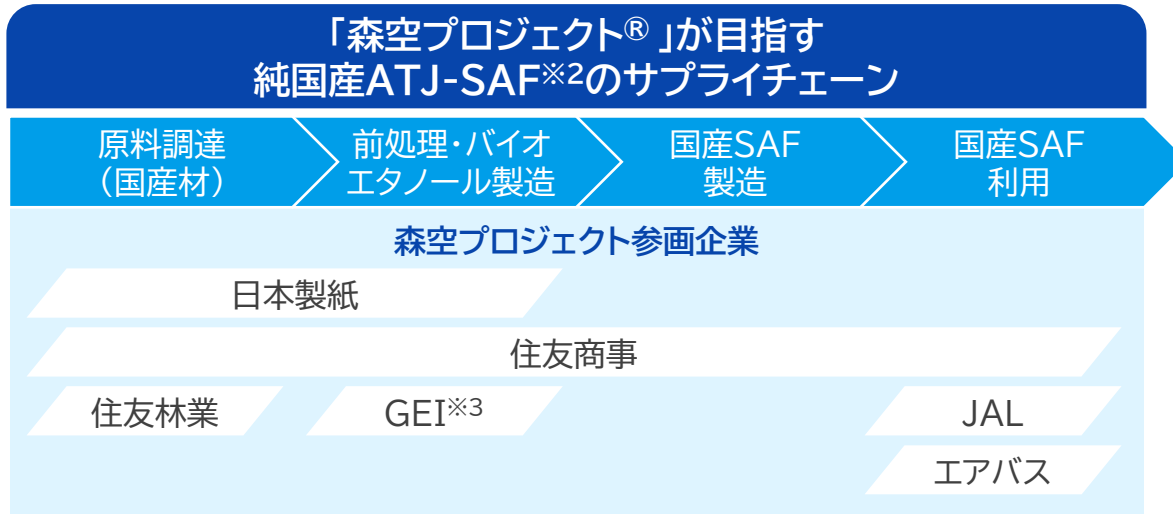 「森空プロジェクト® 」が目指す
純国産ATJ-SAF※2のサプライチェーン
原料調達
（国産材）
前処理・バイオ
エタノール製造
国産SAF
製造
国産SAF
利用
森空プロジェクト参画企業
日本製紙
住友商事
住友林業
GEI※3
JAL
エアバス